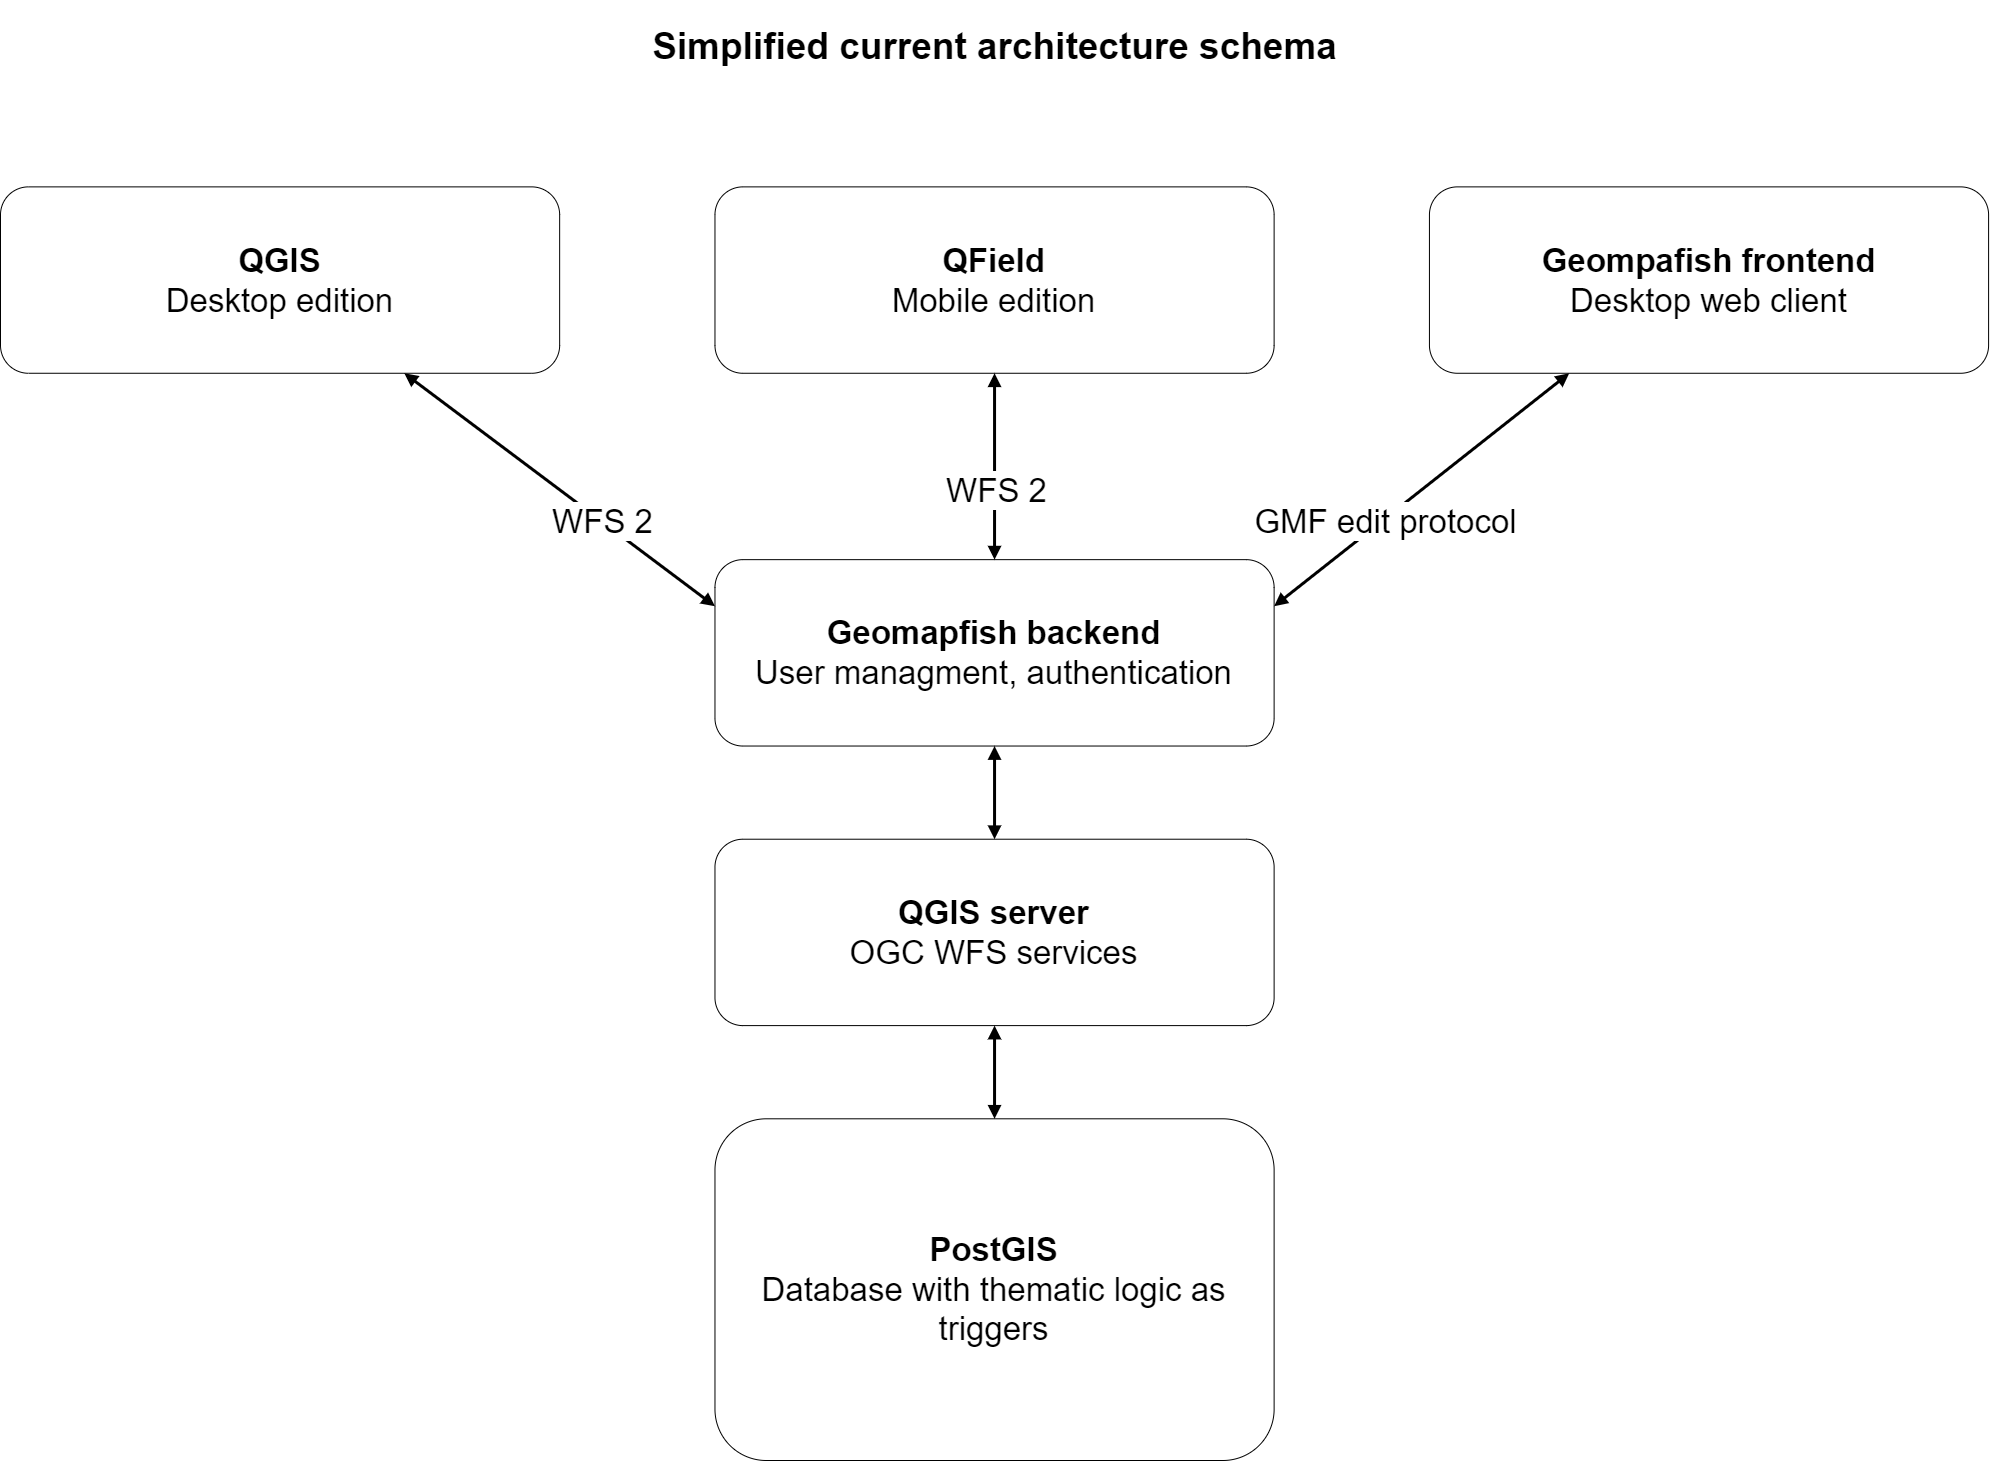 Simplified current architecture schema
QGIS
Desktop edition
QField
Mobile edition
Geompafish frontend
Desktop web client
WFS 2
WFS 2
GMF edit protocol
Geomapfish backend
User managment, authentication
QGIS server
OGC WFS services
PostGIS
Database with thematic logic as
triggers